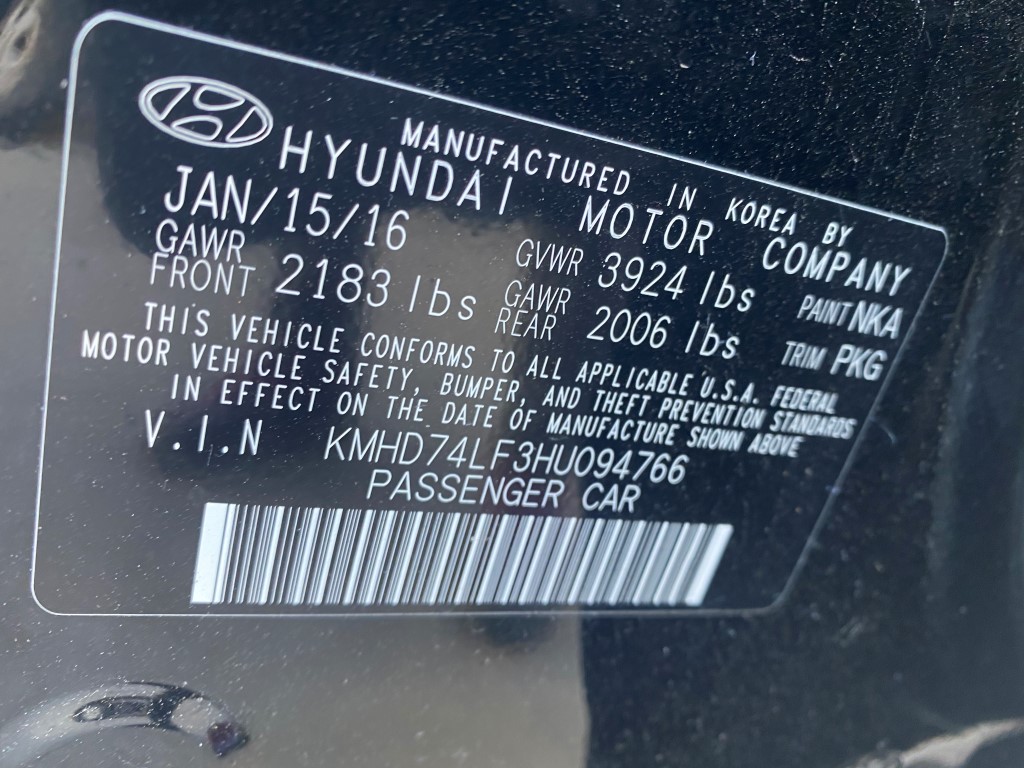 MANUFACTURED IN KOREA BY
HYUNDAI MOTOR COMPANY
JAN/15/16 GVWR 3924 lbs PAINT NKA
GAWR FRONT 2183 lbs GAWR REAR 2006 lbs TRIM PKG
THIS VEHICLE CONFORMS TO ALL APPLICABLE U.S.A. FEDERAL
MOTOR VEHICLE SAFETY, BUMPER, AND THEFT PREVENTION STANDARDS
IN EFFECT ON THE DATE OF MANUFACTURE SHOWN ABOVE
V.I.N KMHD74LF3HU094766
PASSENGER CAR